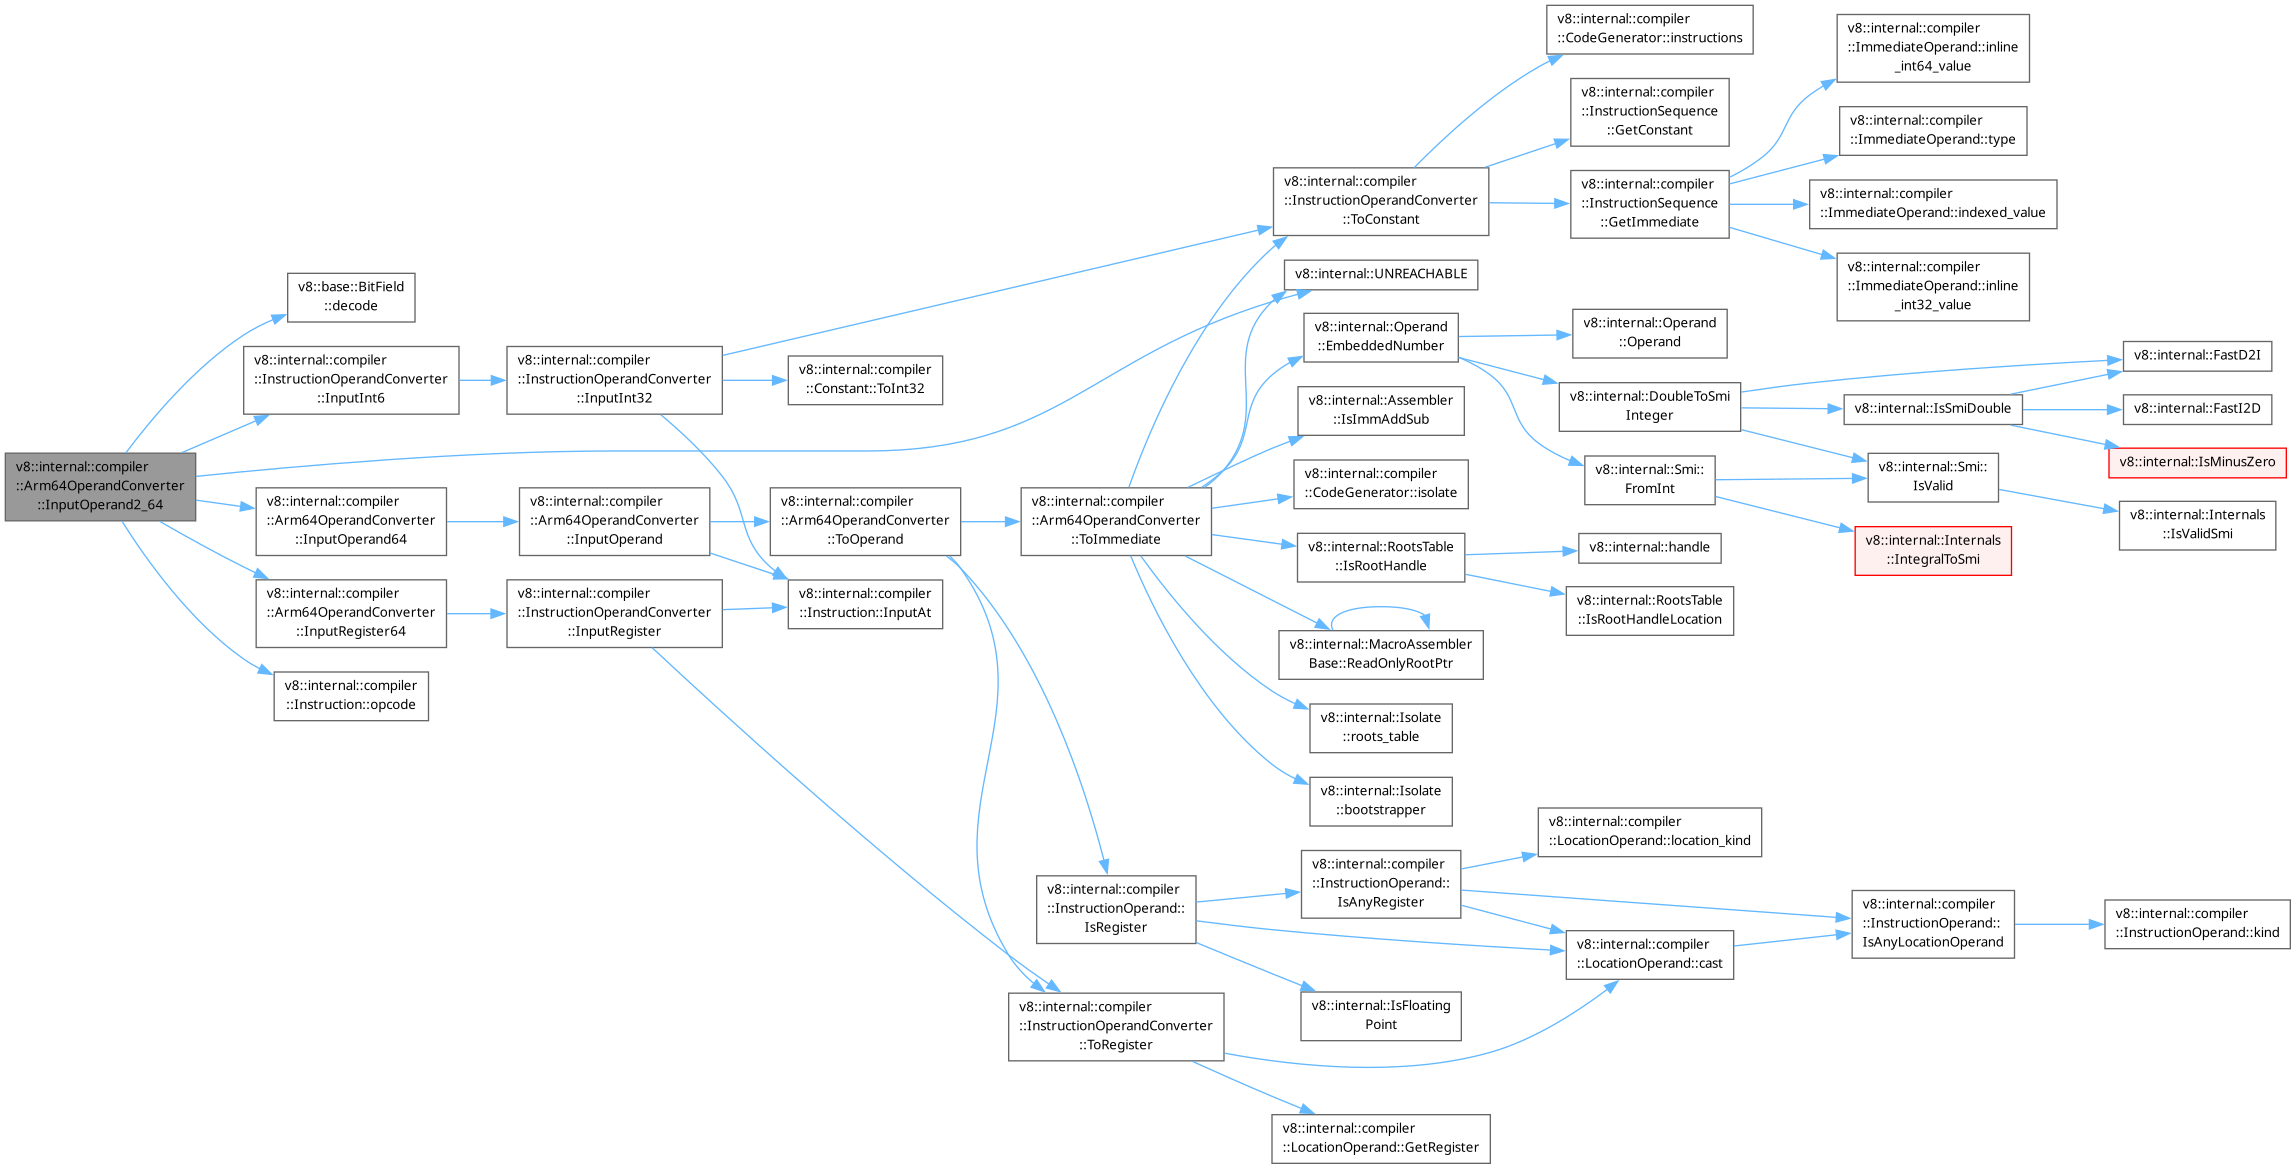 v8::internal::compiler
::Arm64OperandConverter
::InputOperand2_64
v8::base::BitField
::decode
v8::internal::compiler
::InstructionOperandConverter
::InputInt6
v8::internal::compiler
::Arm64OperandConverter
::InputOperand64
v8::internal::compiler
::Arm64OperandConverter
::InputRegister64
v8::internal::compiler
::Instruction::opcode
v8::internal::compiler
::InstructionOperandConverter
::InputInt32
v8::internal::compiler
::Arm64OperandConverter
::InputOperand
v8::internal::compiler
::InstructionOperandConverter
::InputRegister
v8::internal::compiler
::Constant::ToInt32
v8::internal::compiler
::Arm64OperandConverter
::ToOperand
v8::internal::compiler
::Instruction::InputAt
v8::internal::compiler
::Arm64OperandConverter
::ToImmediate
v8::internal::compiler
::InstructionOperand::
IsRegister
v8::internal::compiler
::InstructionOperandConverter
::ToRegister
v8::internal::compiler
::InstructionOperandConverter
::ToConstant
v8::internal::UNREACHABLE
v8::internal::Operand
::EmbeddedNumber
v8::internal::Assembler
::IsImmAddSub
v8::internal::compiler
::CodeGenerator::isolate
v8::internal::RootsTable
::IsRootHandle
v8::internal::MacroAssembler
Base::ReadOnlyRootPtr
v8::internal::Isolate
::roots_table
v8::internal::Isolate
::bootstrapper
v8::internal::compiler
::InstructionOperand::
IsAnyRegister
v8::internal::IsFloating
Point
v8::internal::compiler
::LocationOperand::GetRegister
v8::internal::compiler
::CodeGenerator::instructions
v8::internal::compiler
::InstructionSequence
::GetConstant
v8::internal::compiler
::InstructionSequence
::GetImmediate
v8::internal::Operand
::Operand
v8::internal::DoubleToSmi
Integer
v8::internal::Smi::
FromInt
v8::internal::handle
v8::internal::RootsTable
::IsRootHandleLocation
v8::internal::compiler
::LocationOperand::location_kind
v8::internal::compiler
::LocationOperand::cast
v8::internal::compiler
::ImmediateOperand::inline
_int64_value
v8::internal::compiler
::ImmediateOperand::type
v8::internal::compiler
::ImmediateOperand::indexed_value
v8::internal::compiler
::ImmediateOperand::inline
_int32_value
v8::internal::IsSmiDouble
v8::internal::Smi::
IsValid
v8::internal::Internals
::IntegralToSmi
v8::internal::compiler
::InstructionOperand::
IsAnyLocationOperand
v8::internal::FastD2I
v8::internal::FastI2D
v8::internal::IsMinusZero
v8::internal::Internals
::IsValidSmi
v8::internal::compiler
::InstructionOperand::kind